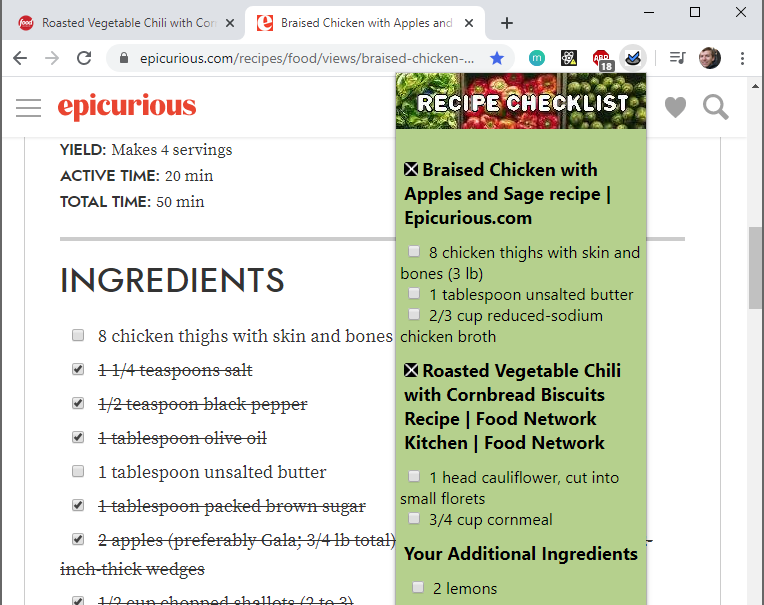 Roasted Vegetable Chili with Corn
Braised Chicken with Apples and
epicurious.com/recipes/food/views/braised-chicken-...
18
epicurious
RECIPE CHECKLIST
YIELD: Makes 4 servings
ACTIVE TIME: 20 min
TOTAL TIME: 50 min
INGREDIENTS
8 chicken thighs with skin and bones
1 1/4 teaspoons salt
1/2 teaspoon black pepper
1 tablespoon olive oil
1 tablespoon unsalted butter
1 tablespoon packed brown sugar
2 apples (preferably Gala; 3/4 lb total)
inch-thick wedges
1/2 cup chopped shallots (2 to 3)
Braised Chicken with
Apples and Sage recipe |
Epicurious.com
8 chicken thighs with skin and
bones (3 lb)
1 tablespoon unsalted butter
2/3 cup reduced-sodium
chicken broth
Roasted Vegetable Chili
with Cornbread Biscuits
Recipe | Food Network
Kitchen | Food Network
1 head cauliflower, cut into
small florets
3/4 cup cornmeal
Your Additional Ingredients
2 lemons